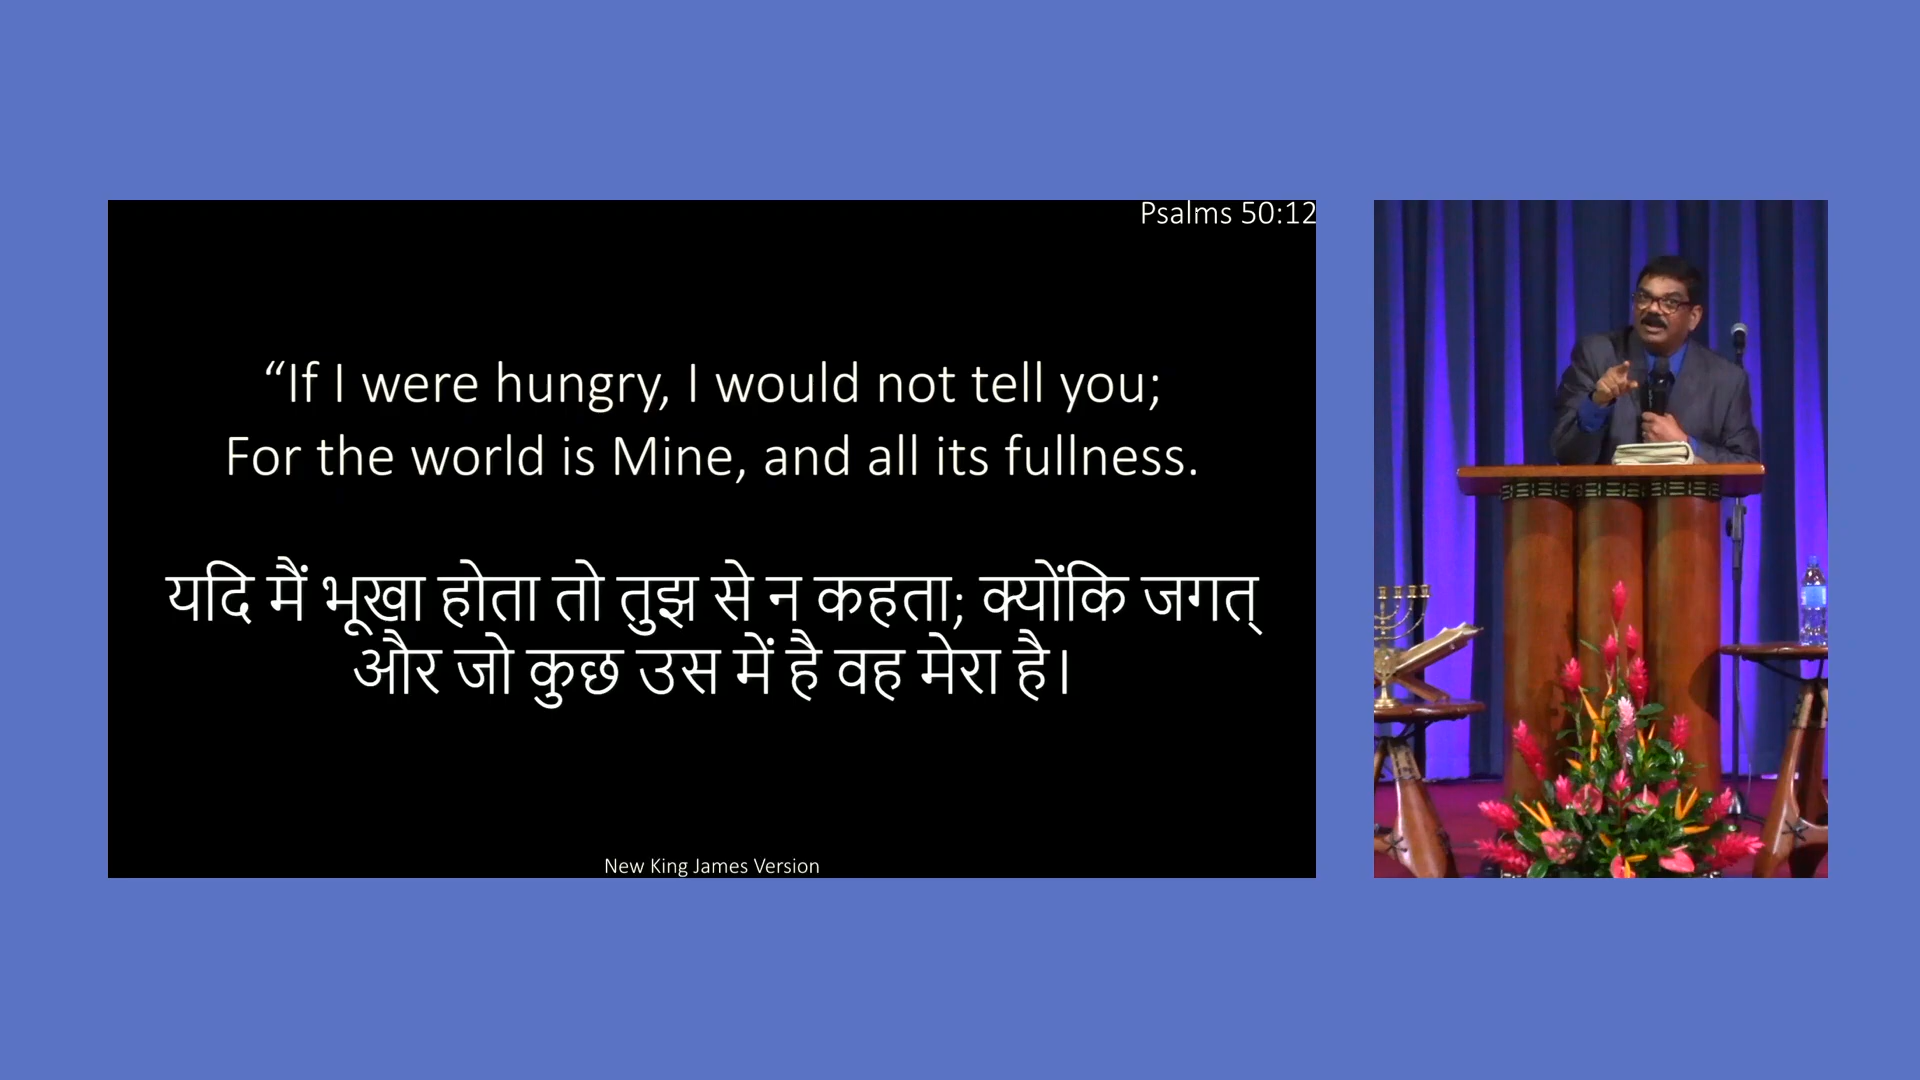 Psalms 50:12
“If I were hungry, I would not tell you;
For the world is Mine, and all its fullness.
यदि मैं भूखा होता तो तुझ से न कहता; क्योंकि जगत्
और जो कुछ उस में है वह मेरा है।
New King James Version